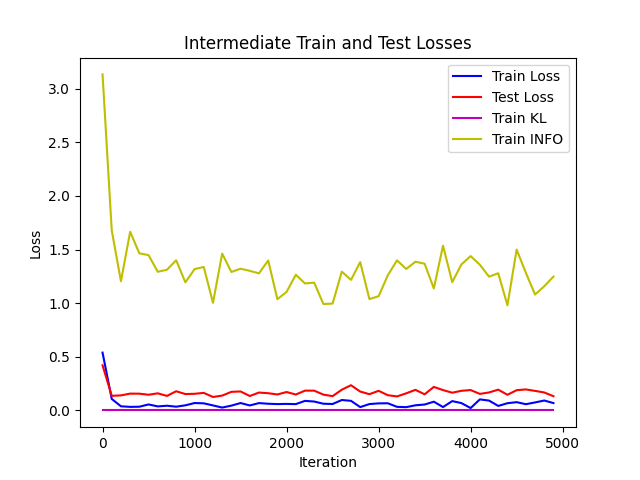 Intermediate Train and Test Losses
Train Loss
Test Loss
Train KL
Train INFO
Loss
3.0
2.5
2.0
1.5
1.0
0.5
0.0
0
1000
2000
3000
4000
5000
Iteration